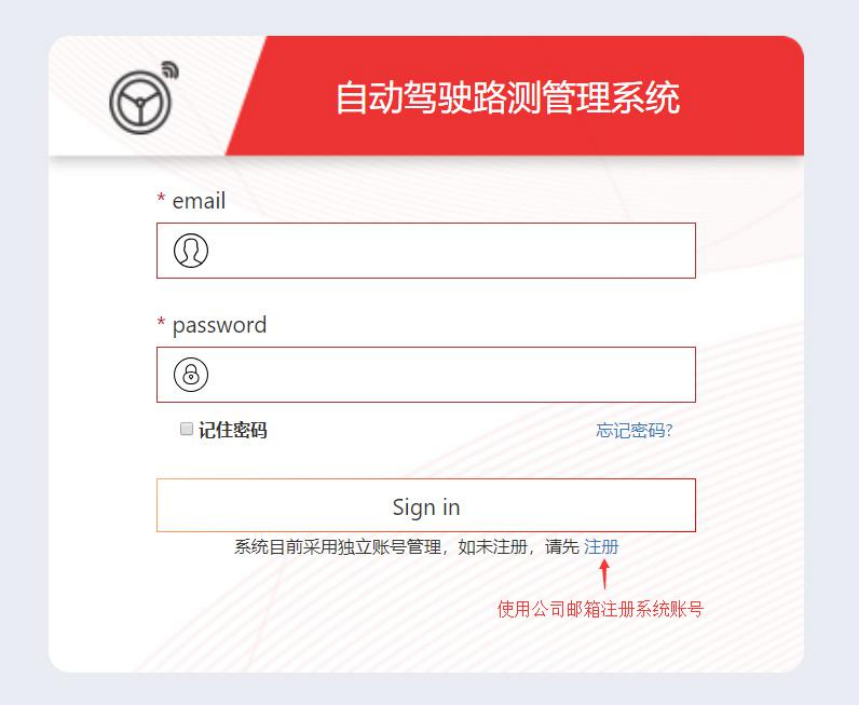 自动驾驶路测管理系统
* email
* password
记住密码 忘记密码?
Sign in
系统目前采用独立账号管理，如未注册，请先 注册
使用公司邮箱注册系统账号